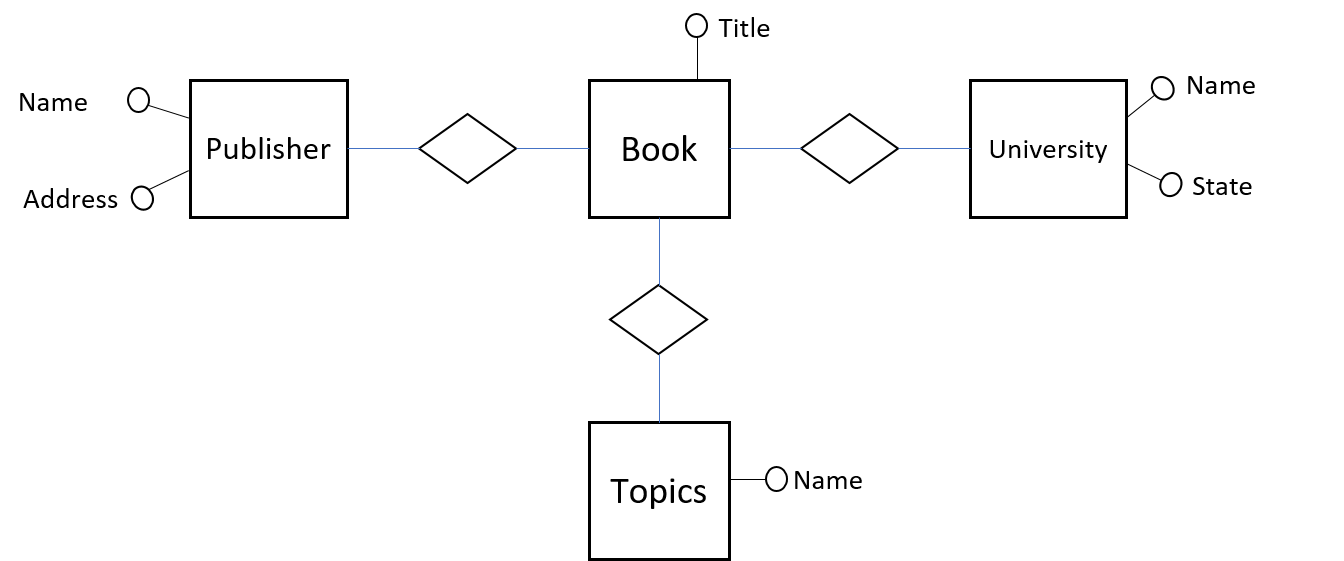 Title
Name
Address
Publisher
Book
University
Name
State
Topics
Name